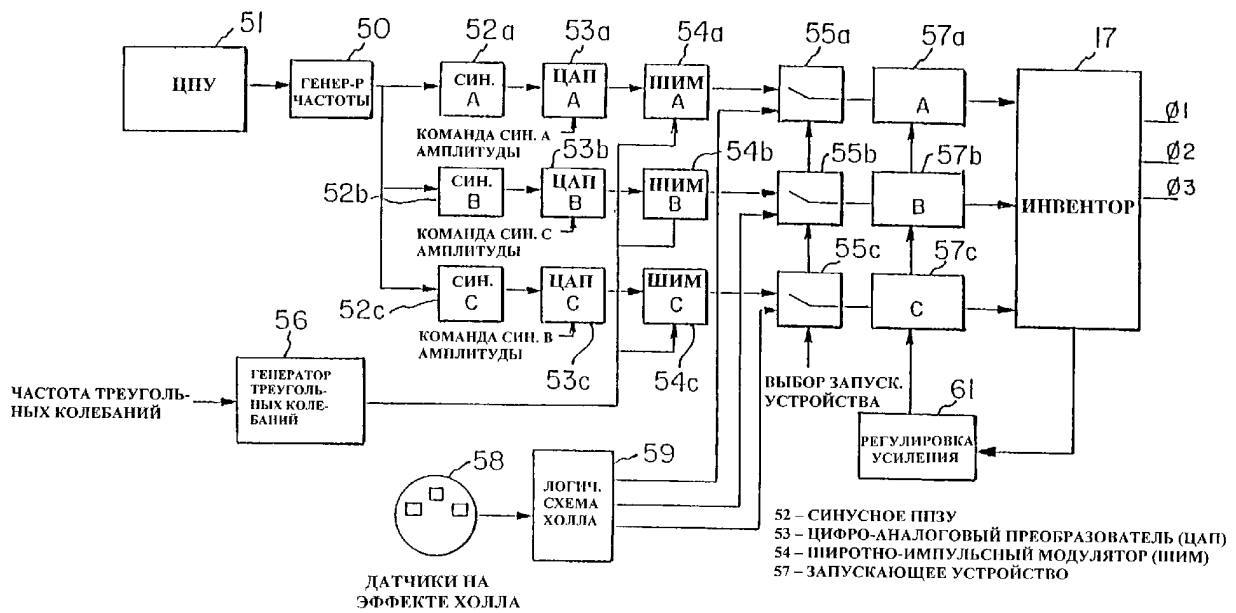 51
50
52a
53a
54a
55a
57a
17
ЦПУ
ГЕНЕР-Р
ЧАСТОТЫ
СИН.
A
ЦАП
A
ШИМ
A
A
Ø1
КОМАНДА СИН. А
АМПЛИТУДЫ
53b
54b
55b
57b
Ø2
52b
СИН.
B
ЦАП
B
ШИМ
B
B
Ø3
ИНВЕНТОР
КОМАНДА СИН. С
АМПЛИТУДЫ
55c
57c
52c
СИН.
C
ЦАП
C
ШИМ
C
C
КОМАНДА СИН. В
АМПЛИТУДЫ
53c
54c
56
ЧАСТОТА ТРЕУГОЛЬ-
НЫХ КОЛЕБАНИЙ
ГЕНЕРАТОР
ТРЕУГОЛЬ-
НЫХ КОЛЕ-
БАНИЙ
ВЫБОР ЗАПУСК.
УСТРОЙСТВА
61
РЕГУЛИРОВКА
УСИЛЕНИЯ
58
59
ЛОГИЧ.
СХЕМА
ХОЛЛА
ДАТЧИКИ НА
ЭФФЕКТЕ ХОЛЛА
52 – СИНУСНОЕ ППЗУ
53 – ЦИФРО-АНАЛОГОВЫЙ ПРЕОБРАЗОВАТЕЛЬ (ЦАП)
54 – ШИРОТНО-ИМПУЛЬСНЫЙ МОДУЛЯТОР (ШИМ)
57 – ЗАПУСКАЮЩЕЕ УСТРОЙСТВО